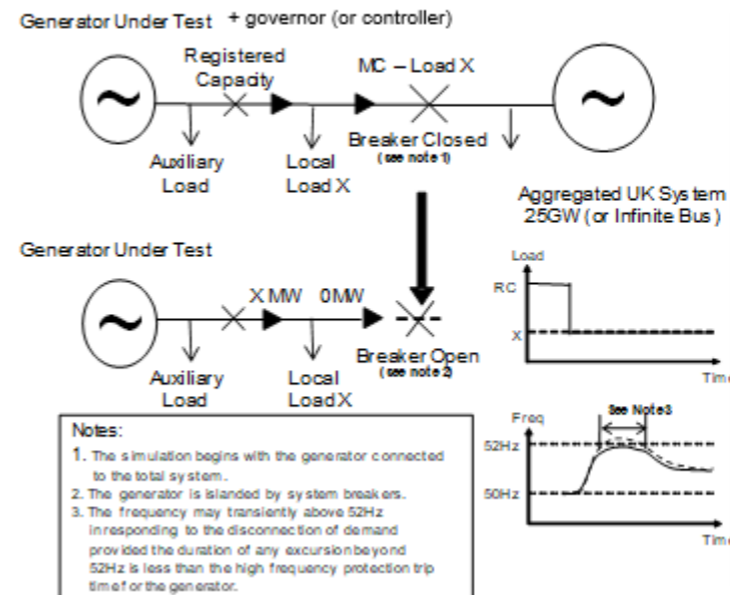 Generator Under Test + governor (or controller)
Registered
Capacity
MC – Load X
~
~
Auxiliary
Load
Local
Load X
Breaker Closed
(see note 1)
Aggregated UK System
25GW (or Infinite Bus)
Generator Under Test
X MW 0MW
~
Auxiliary
Load
Local
Load X
Breaker Open
(see note 2)
Load
RC
X
Time
Freq
See Note 3
52Hz
50Hz
Time
Notes:
1. The simulation begins with the generator connected
to the total system.
2. The generator is islanded by system breakers.
3. The frequency may transiently above 52Hz
in responding to the disconnection of demand
provided the duration of any excursion beyond
52Hz is less than the high frequency protection trip
time for the generator.